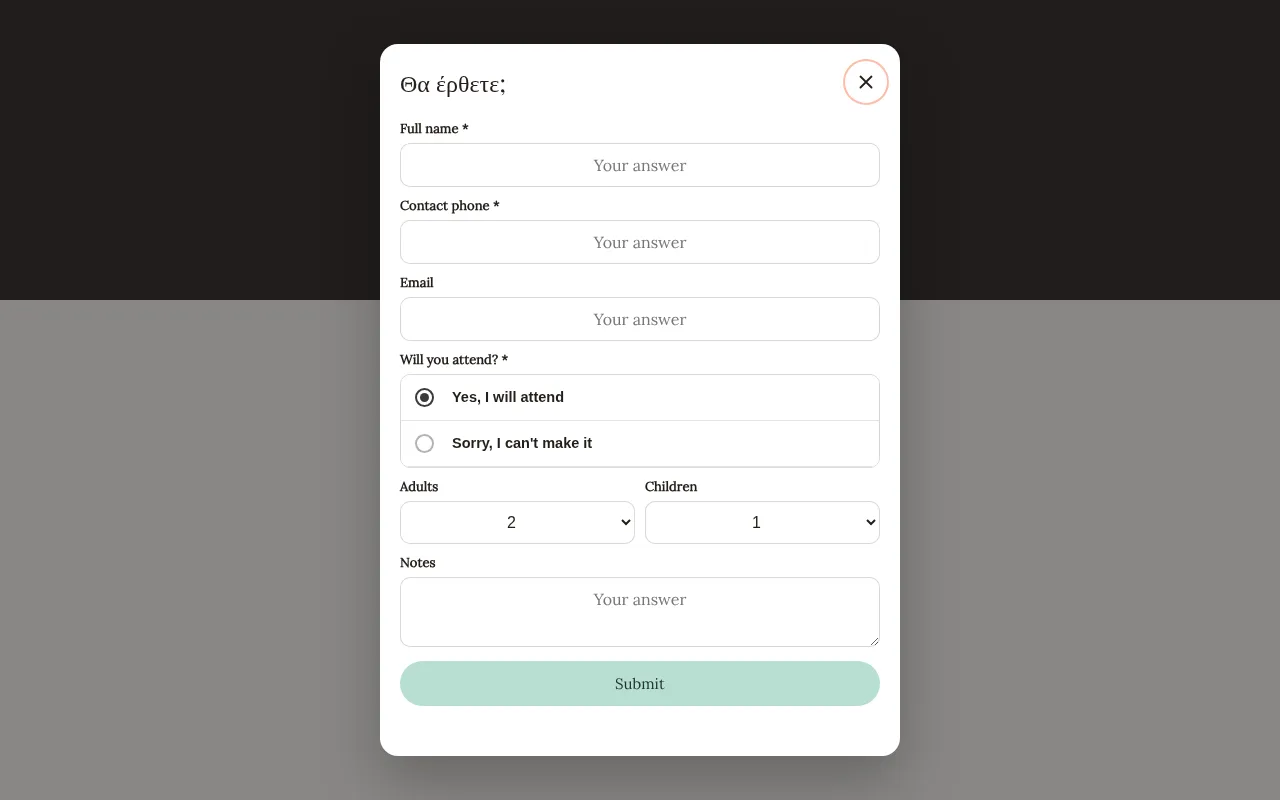 Θα έρθετε;
Full name *
Your answer
Contact phone *
Your answer
Email
Your answer
Will you attend? *
Yes, I will attend
Sorry, I can't make it
Adults
Children
2
1
Notes
Your answer
Submit